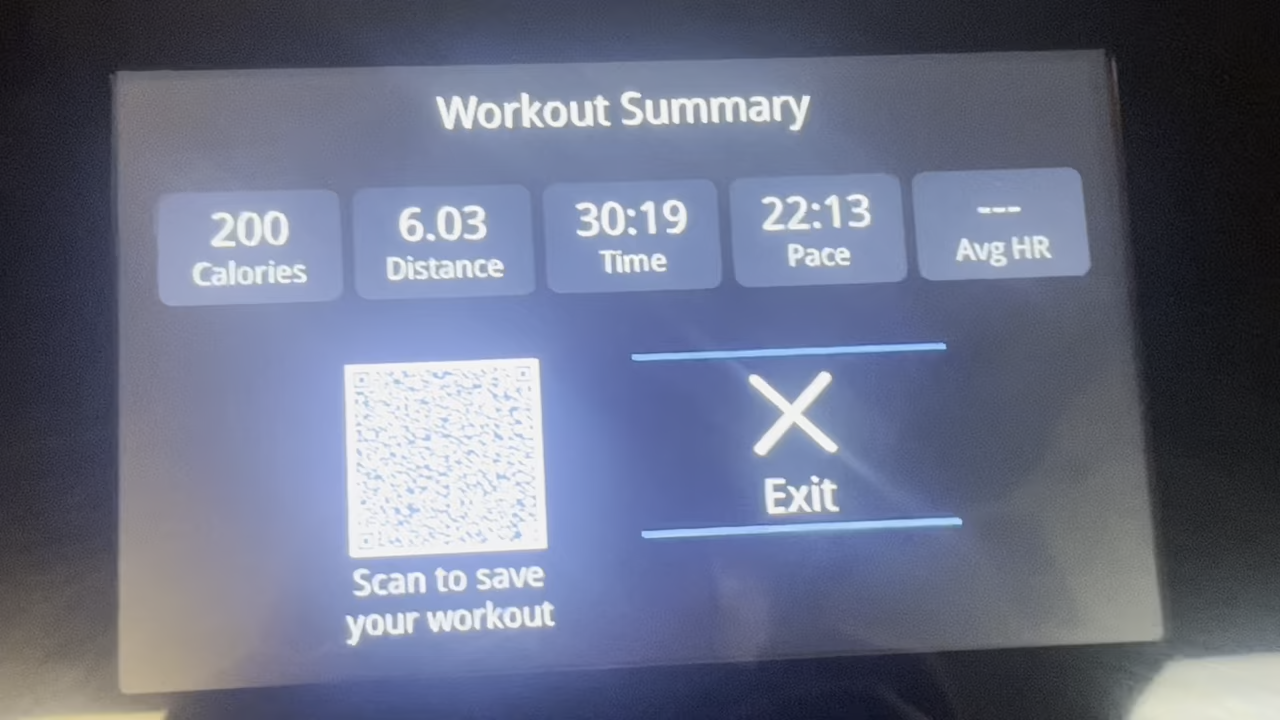 Workout Summary
200
Calories
6.03
Distance
30:19
Time
22:13
Pace
---
Avg HR
Scan to save
your workout
Exit